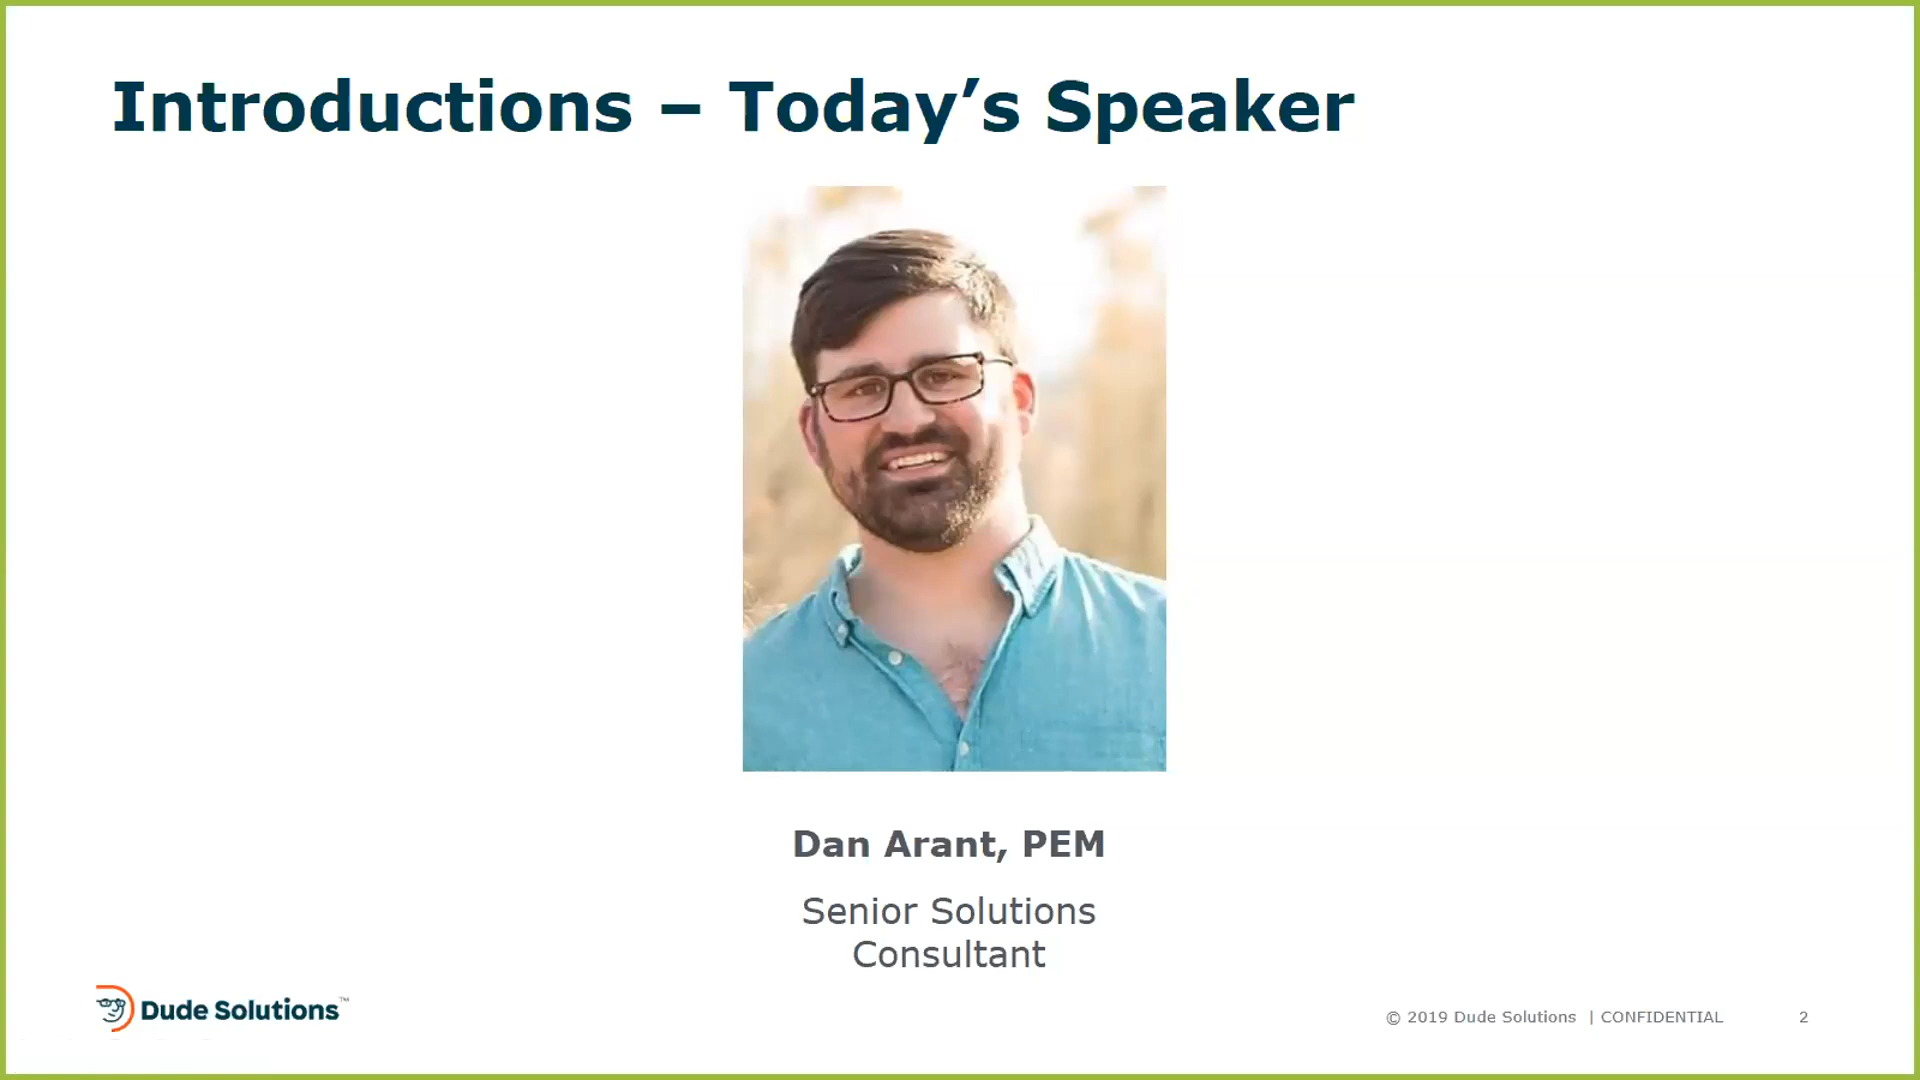 Introductions – Today’s Speaker
Dan Arant, PEM
Senior Solutions
Consultant
Dude Solutions™
© 2019 Dude Solutions | CONFIDENTIAL 2